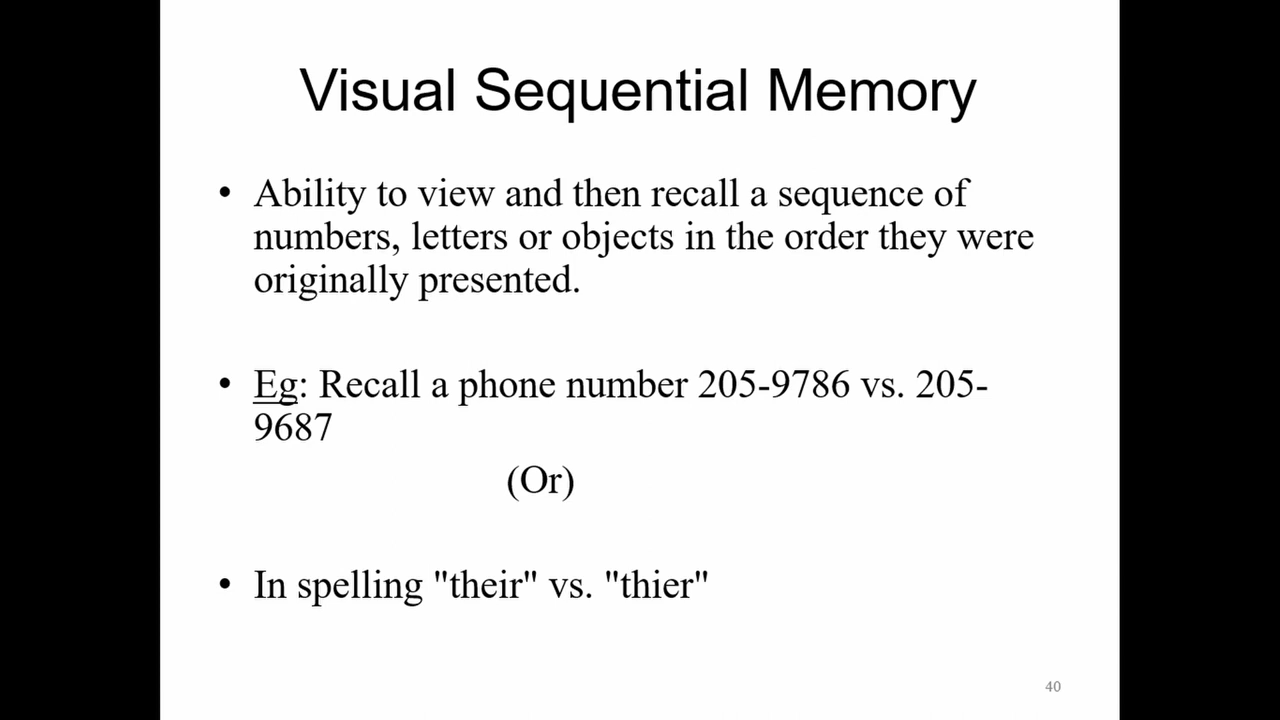 Visual Sequential Memory
• Ability to view and then recall a sequence of
numbers, letters or objects in the order they were
originally presented.
• Eg: Recall a phone number 205-9786 vs. 205-
9687
(Or)
• In spelling "their" vs. "thier"
40